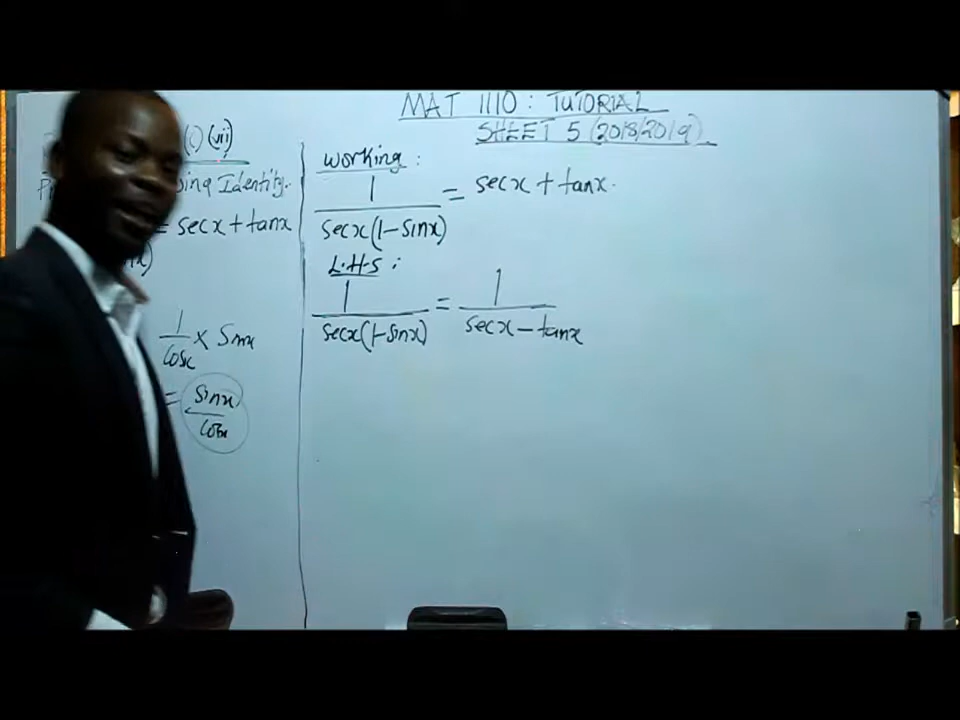 MAT 1110 : TUTORIAL
SHEET 5 (2018/2019)
(c) (vii)
Identity.
= secx + tanx
1/cosx x Sinx
= sinx/cosx
working :
1/secx(1-sinx) = secx + tanx.
L.H.S :
1/secx(1-sinx) = 1/secx - tanx